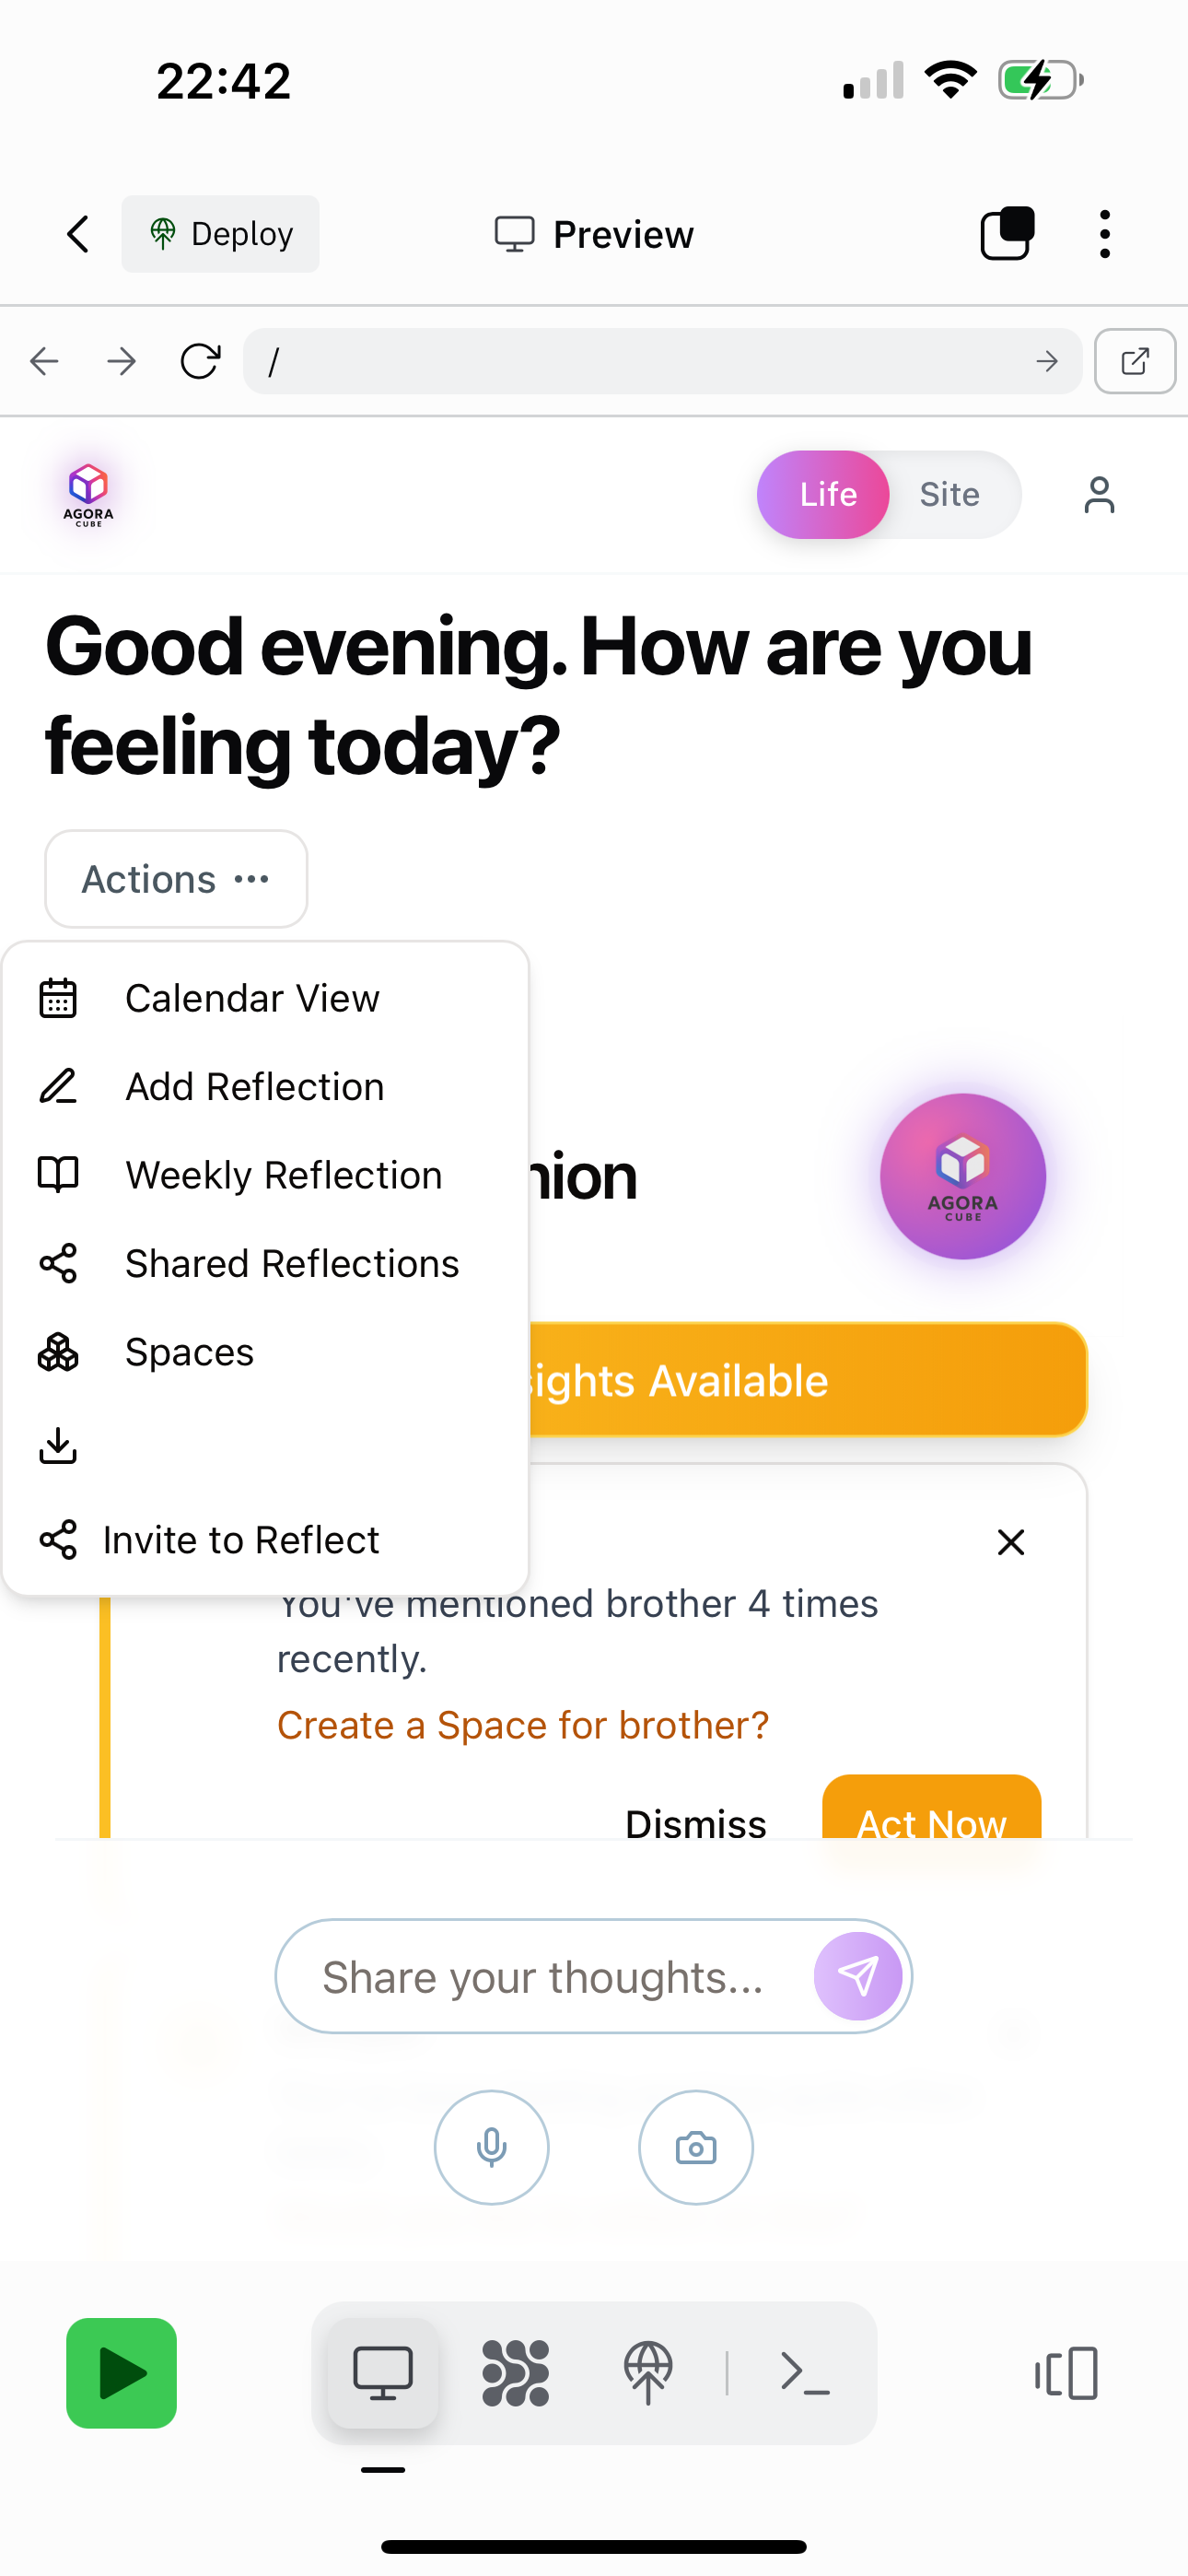 22:42
Deploy
Preview
/
AGORA
CUBE
Life
Site
Good evening. How are you
feeling today?
Actions
Calendar View
Add Reflection
Weekly Reflection
nion
AGORA
CUBE
Shared Reflections
Spaces
sights Available
Invite to Reflect
You've mentioned brother 4 times
recently.
Create a Space for brother?
Dismiss
Act Now
Share your thoughts...